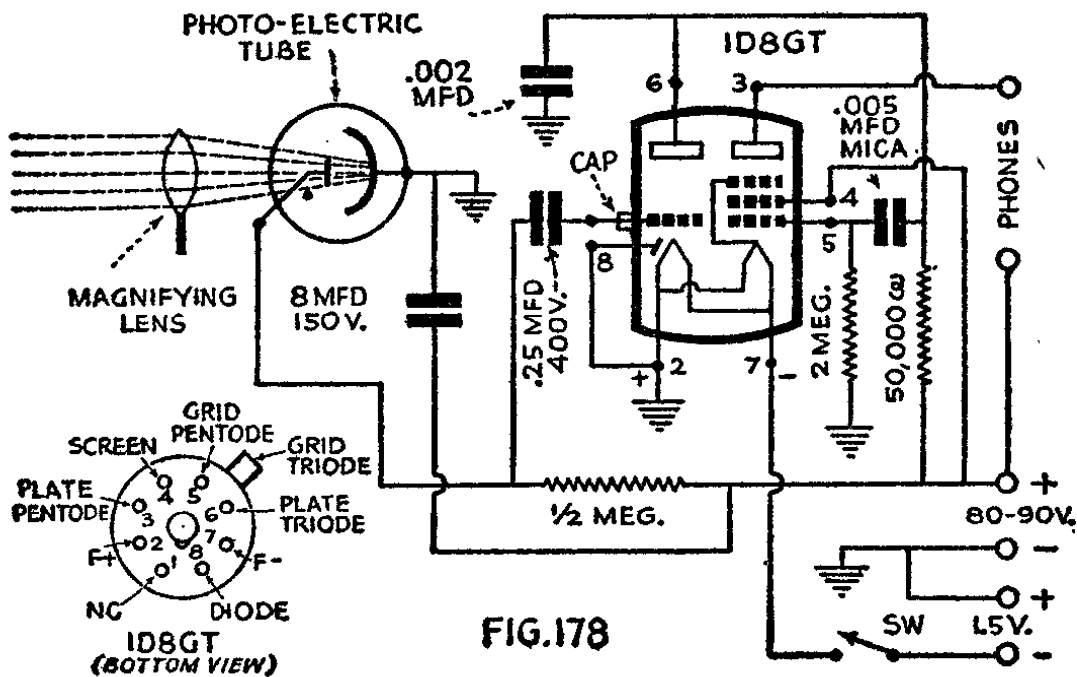 PHOTO-ELECTRIC
TUBE
.002
MFD
1D8GT
6
3
.005
MFD
MICA
CAP
4
5
8
PHONES
MAGNIFYING
LENS
8 MFD
150 V.
.25 MFD
400V.
+ 2
7 -
2 MEG.
50,000 ω
½ MEG.
+
80-90V.
-
+
1.5 V.
-
SW
GRID
PENTODE
SCREEN
GRID
TRIODE
PLATE
PENTODE
PLATE
TRIODE
4
5
3
6
2
7
1
8
F+
F-
NC
DIODE
1D8GT
(BOTTOM VIEW)
FIG.178